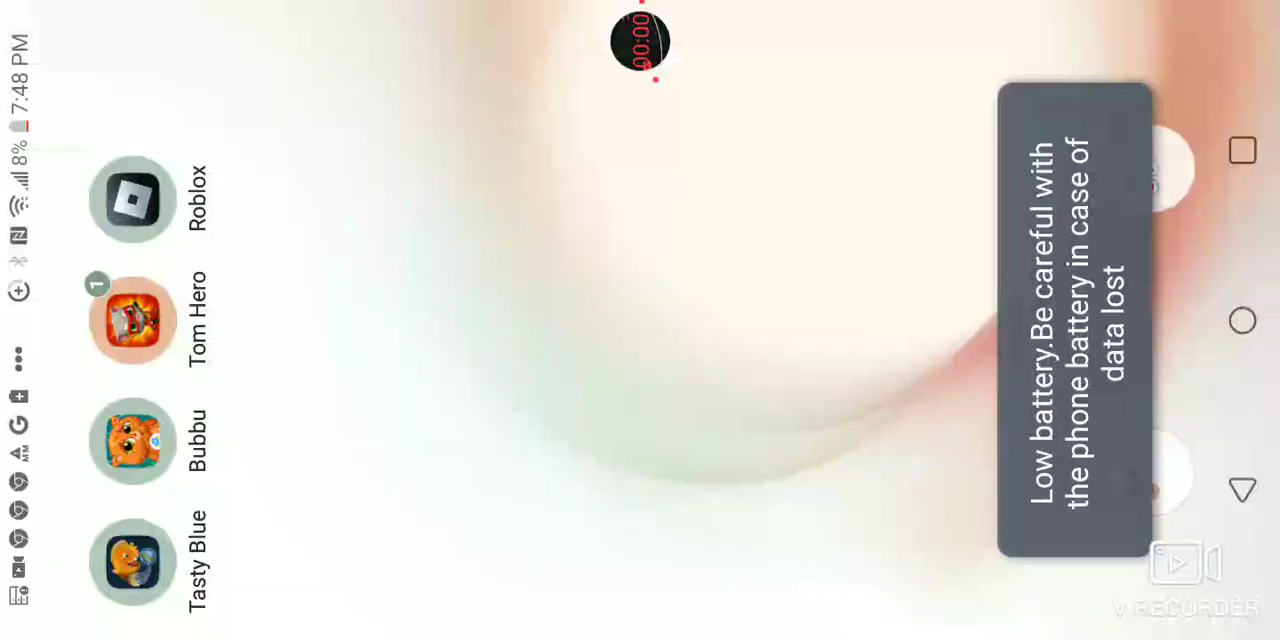 8% 7:48 PM
Tasty Blue
Bubbu
Tom Hero
1
Roblox
00:00
Low battery.Be careful with
the phone battery in case of
data lost
V RECORDER